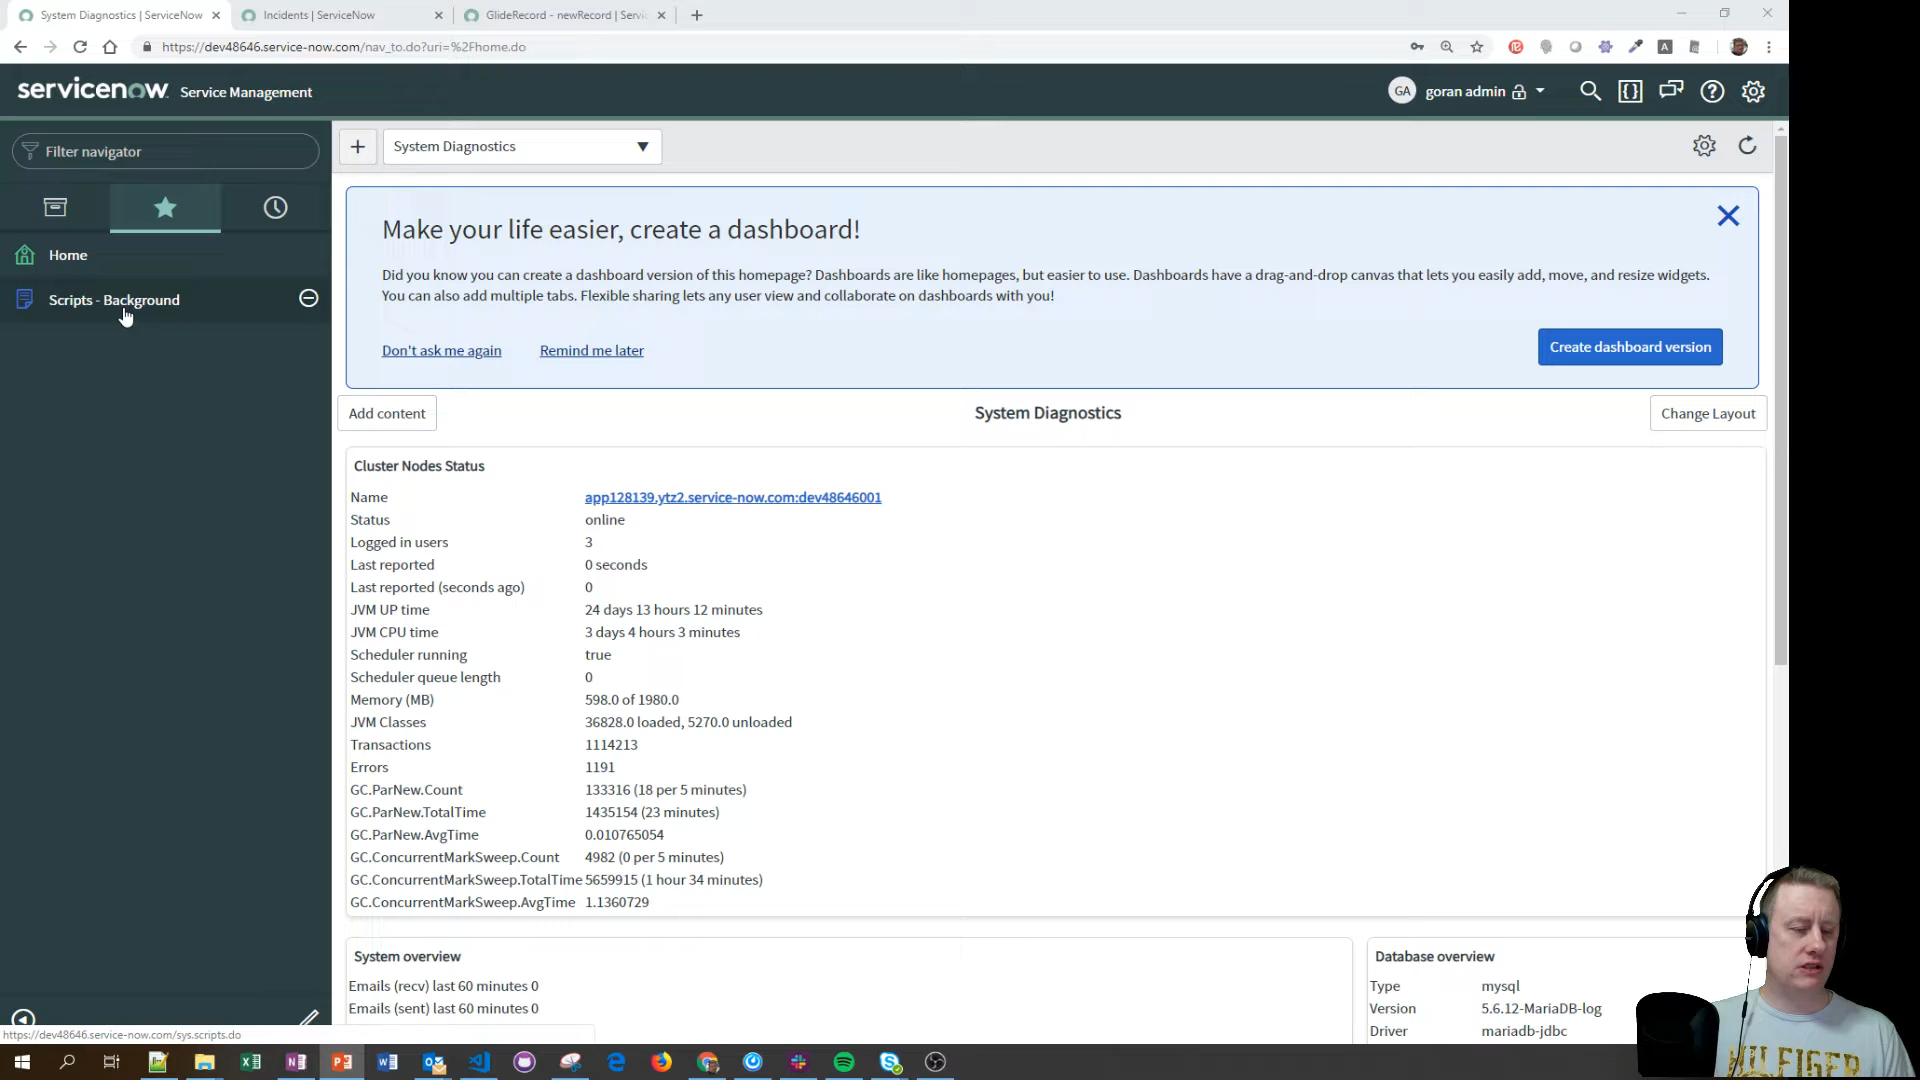 System Diagnostics | ServiceNow
Incidents | ServiceNow
GlideRecord - newRecord | Servi
https://dev48646.service-now.com/nav_to.do?uri=%2Fhome.do
servicenow Service Management
GA goran admin
Filter navigator
System Diagnostics
Home
Scripts - Background
Make your life easier, create a dashboard!
Did you know you can create a dashboard version of this homepage? Dashboards are like homepages, but easier to use. Dashboards have a drag-and-drop canvas that lets you easily add, move, and resize widgets.
You can also add multiple tabs. Flexible sharing lets any user view and collaborate on dashboards with you!
Don't ask me again
Remind me later
Create dashboard version
Add content
System Diagnostics
Change Layout
Cluster Nodes Status
Name app128139.ytz2.service-now.com:dev48646001
Status online
Logged in users 3
Last reported 0 seconds
Last reported (seconds ago) 0
JVM UP time 24 days 13 hours 12 minutes
JVM CPU time 3 days 4 hours 3 minutes
Scheduler running true
Scheduler queue length 0
Memory (MB) 598.0 of 1980.0
JVM Classes 36828.0 loaded, 5270.0 unloaded
Transactions 1114213
Errors 1191
GC.ParNew.Count 133316 (18 per 5 minutes)
GC.ParNew.TotalTime 1435154 (23 minutes)
GC.ParNew.AvgTime 0.010765054
GC.ConcurrentMarkSweep.Count 4982 (0 per 5 minutes)
GC.ConcurrentMarkSweep.TotalTime 5659915 (1 hour 34 minutes)
GC.ConcurrentMarkSweep.AvgTime 1.1360729
System overview
Emails (recv) last 60 minutes 0
Emails (sent) last 60 minutes 0
Database overview
Type mysql
Version 5.6.12-MariaDB-log
Driver mariadb-jdbc
https://dev48646.service-now.com/sys.scripts.do
HILFIGER